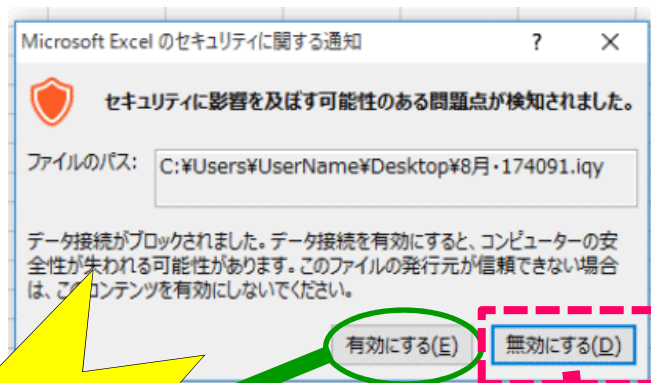 Microsoft Excel のセキュリティに関する通知 ? ×
セキュリティに影響を及ぼす可能性のある問題点が検知されました。
ファイルのパス: C:¥Users¥UserName¥Desktop¥8月・174091.iqy
データ接続がブロックされました。データ接続を有効にすると、コンピューターの安
全性が失われる可能性があります。このファイルの発行元が信頼できない場合
は、このコンテンツを有効にしないでください。
有効にする(E) 無効にする(D)